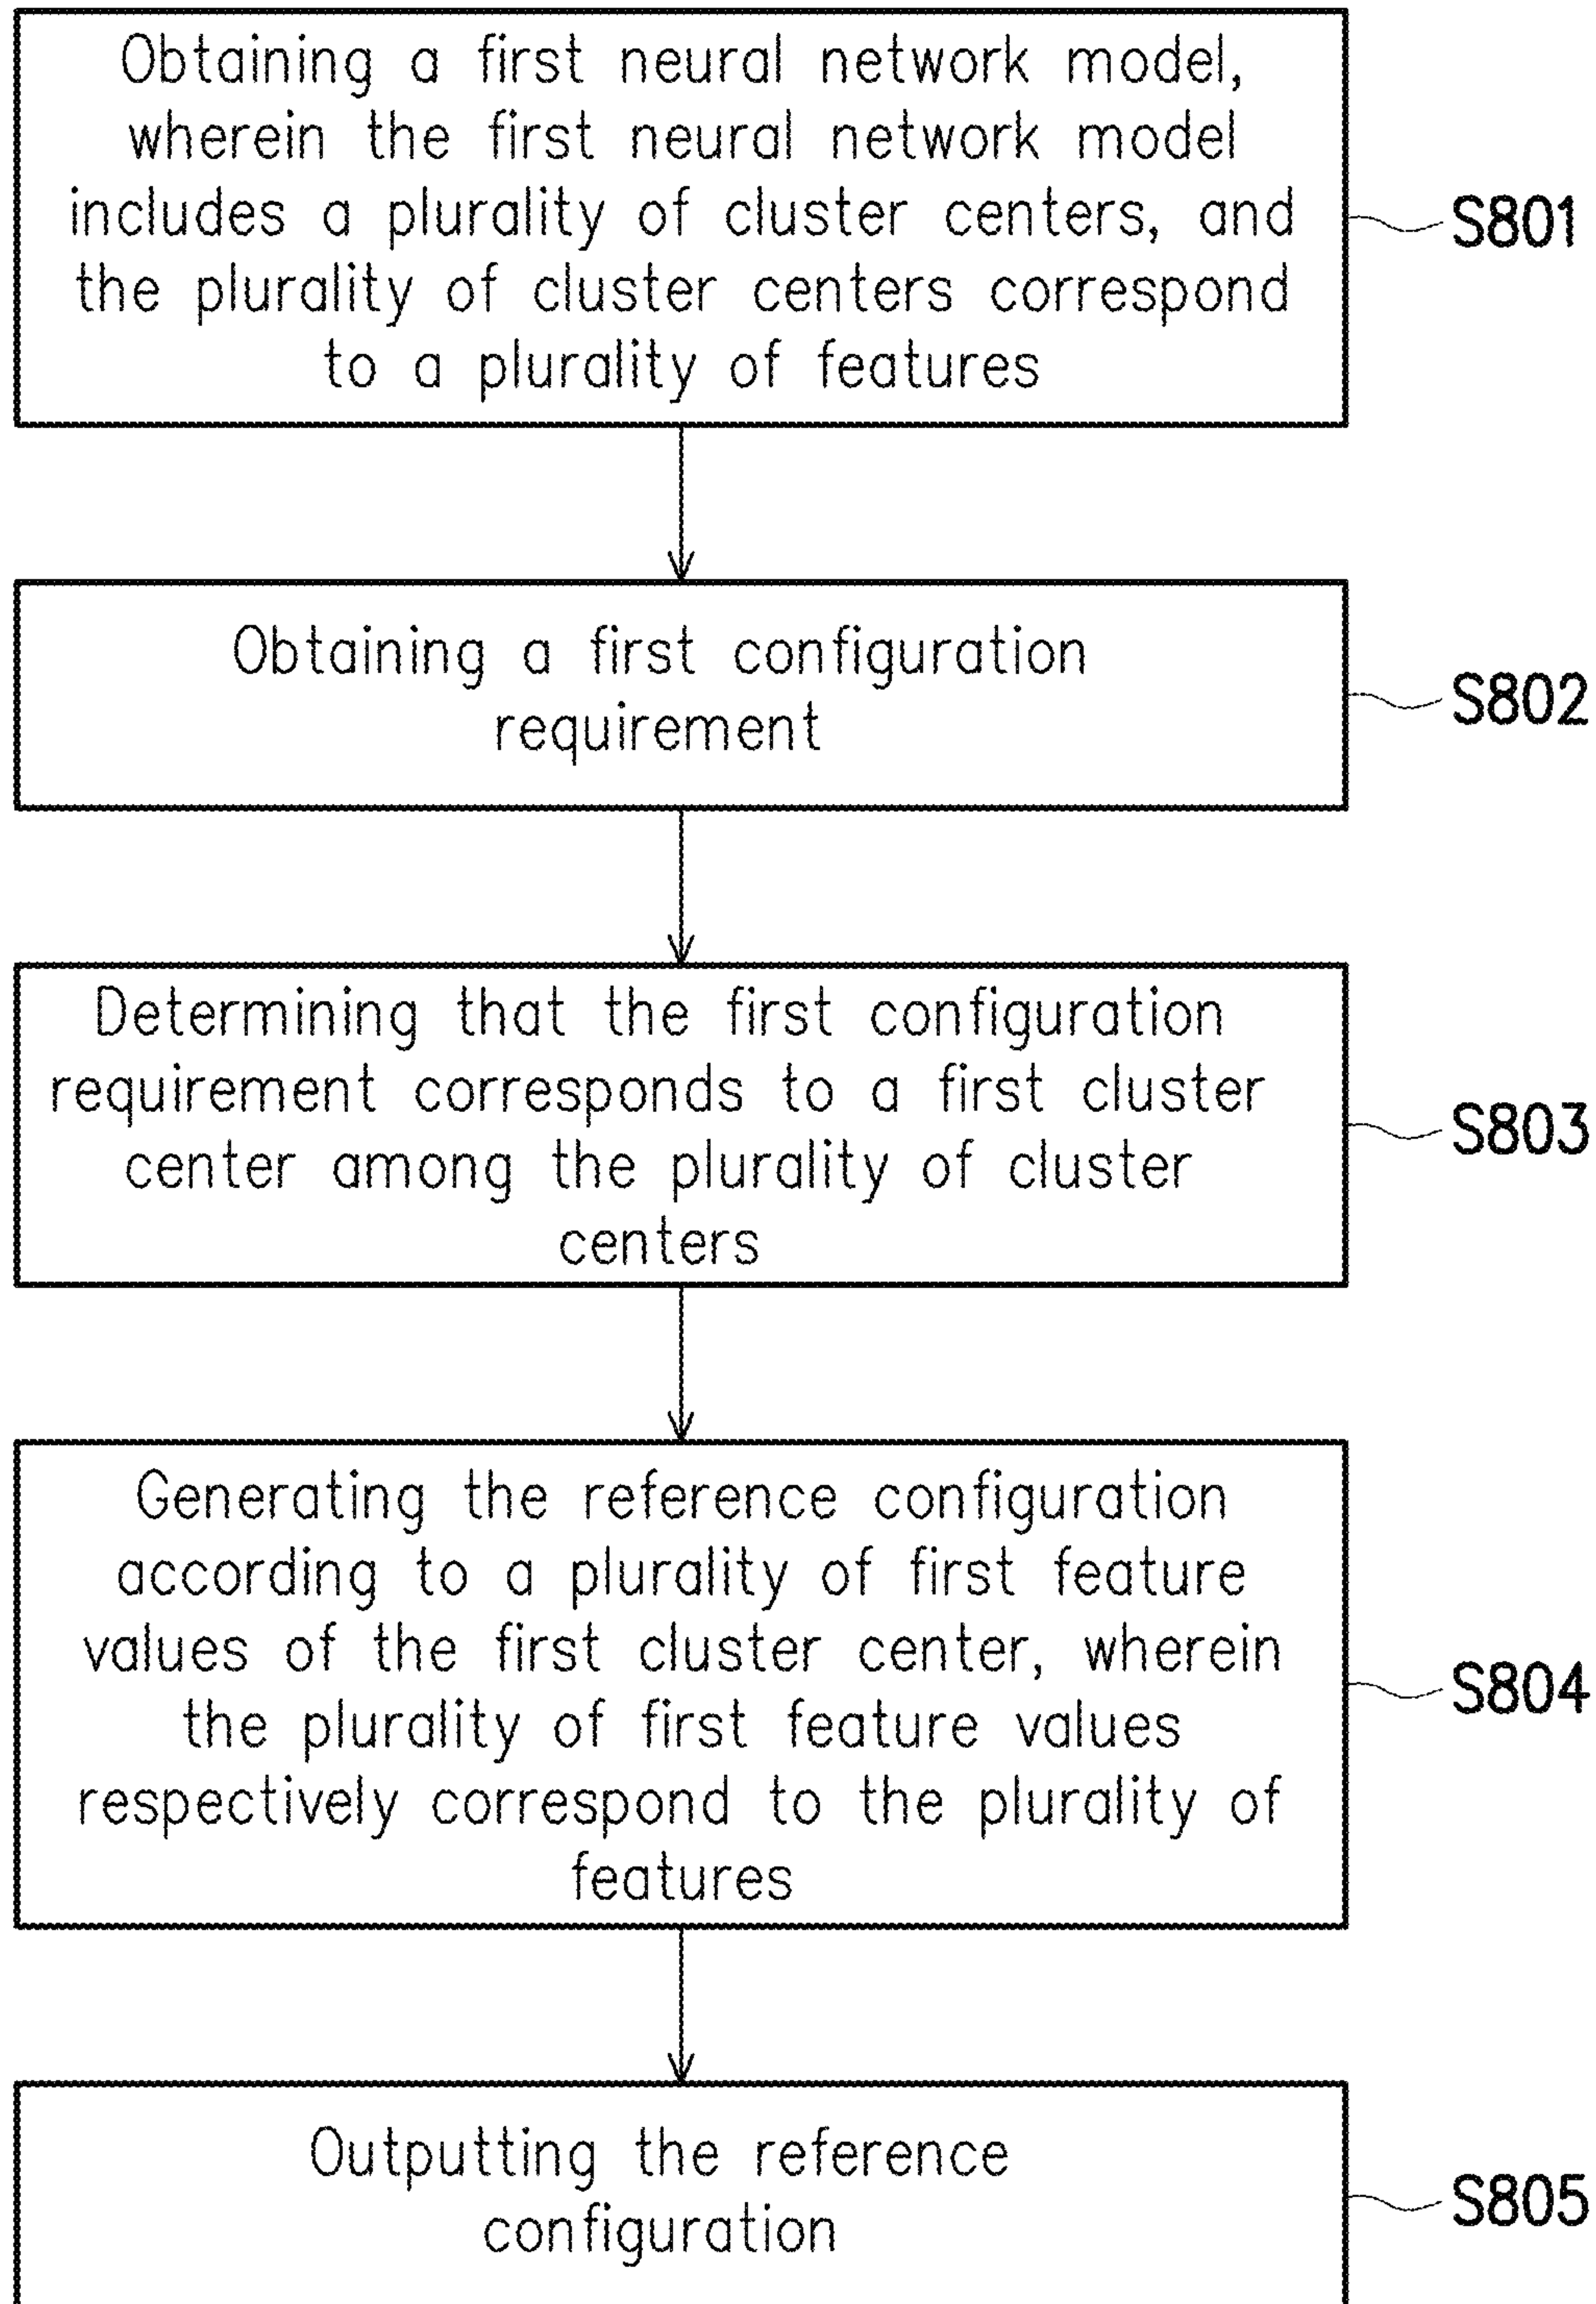 Obtaining a first neural network model,
wherein the first neural network model
includes a plurality of cluster centers, and
the plurality of cluster centers correspond
to a plurality of features
S801
Obtaining a first configuration
requirement
S802
Determining that the first configuration
requirement corresponds to a first cluster
center among the plurality of cluster
centers
S803
Generating the reference configuration
according to a plurality of first feature
values of the first cluster center, wherein
the plurality of first feature values
respectively correspond to the plurality of
features
S804
Outputting the reference
configuration
S805